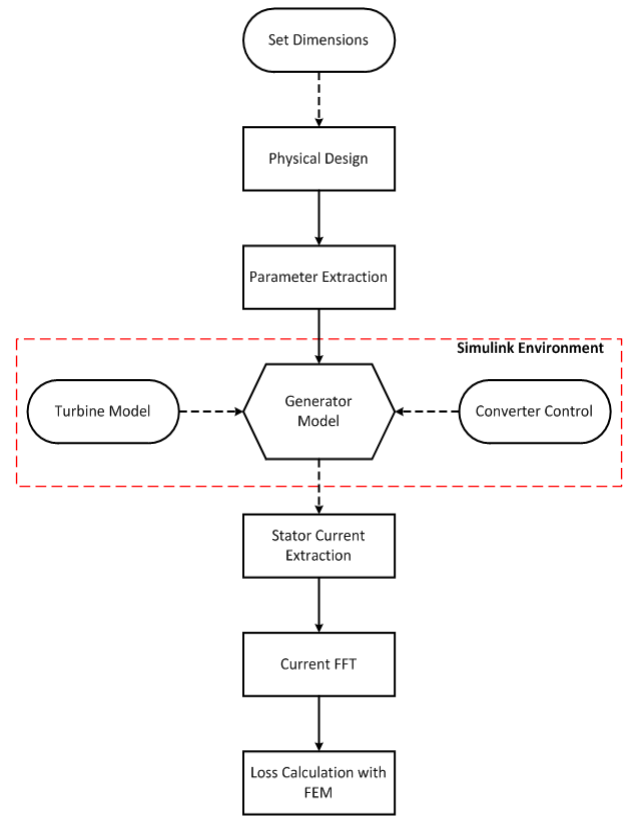 Set Dimensions
Physical Design
Parameter Extraction
Simulink Environment
Turbine Model
Generator
Model
Converter Control
Stator Current
Extraction
Current FFT
Loss Calculation with
FEM